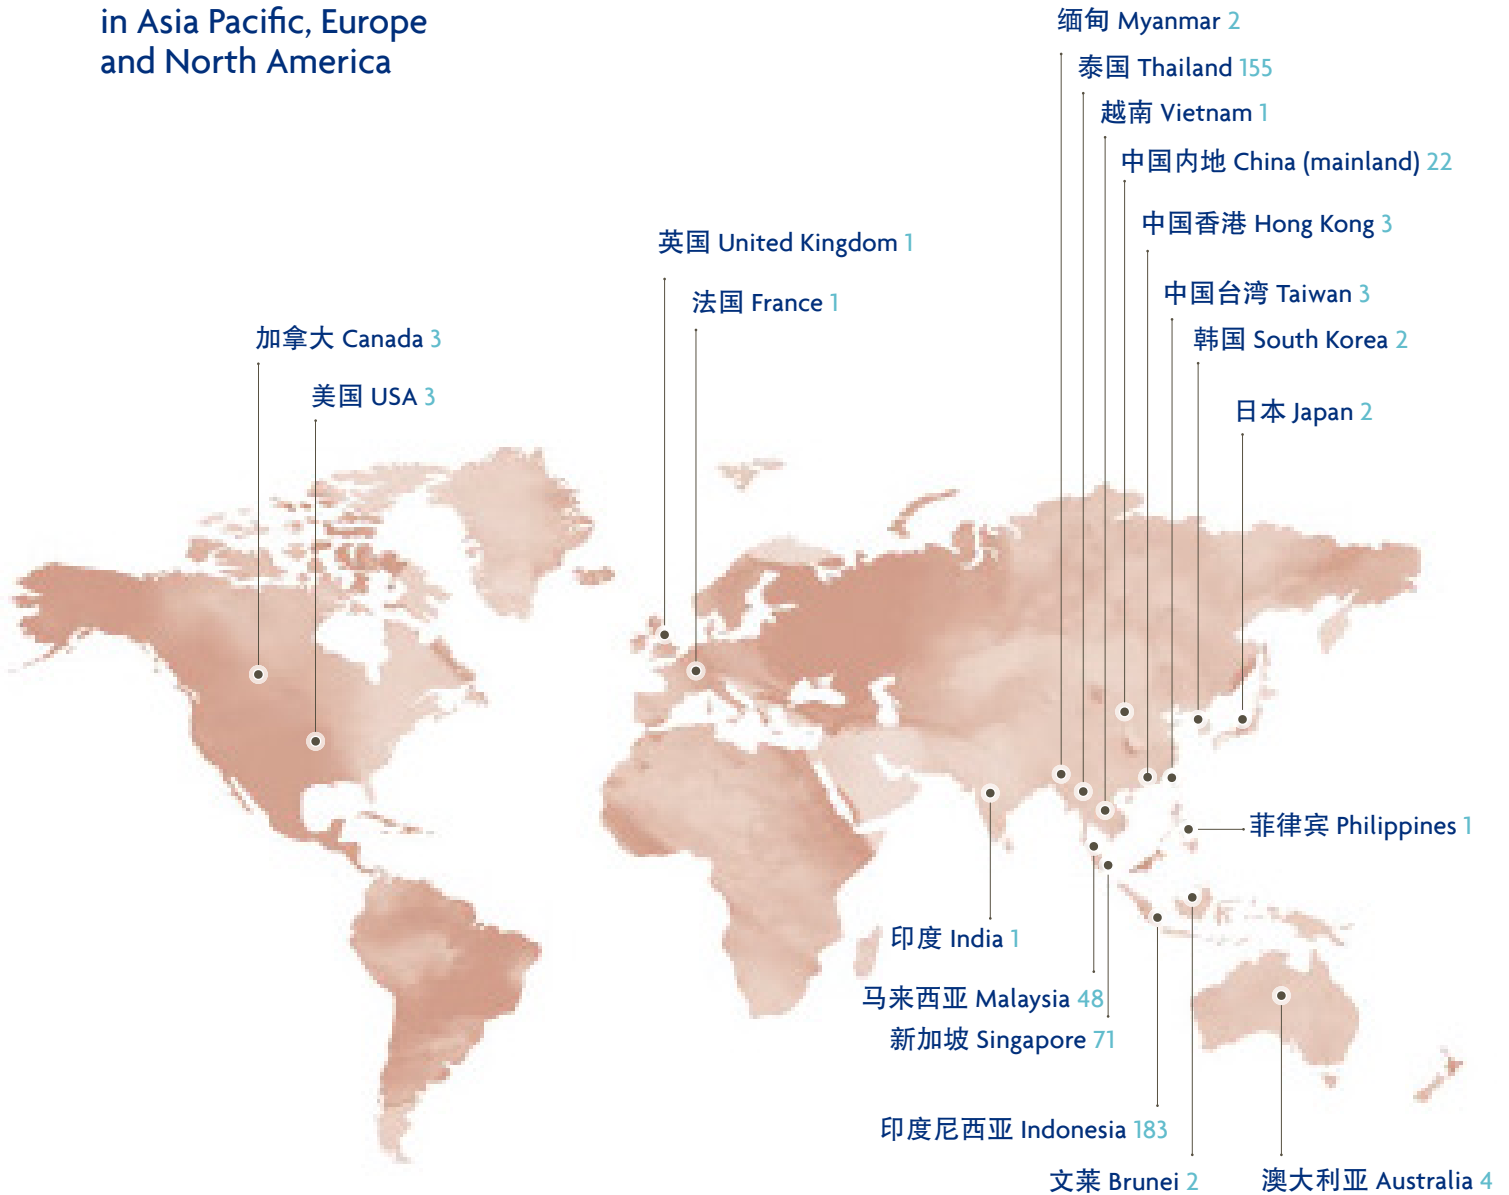 in Asia Pacific, Europe
and North America
缅甸 Myanmar 2
泰国 Thailand 155
越南 Vietnam 1
中国内地 China (mainland) 22
中国香港 Hong Kong 3
英国 United Kingdom 1
中国台湾 Taiwan 3
法国 France 1
加拿大 Canada 3
韩国 South Korea 2
美国 USA 3
日本 Japan 2
菲律宾 Philippines 1
印度 India 1
马来西亚 Malaysia 48
新加坡 Singapore 71
印度尼西亚 Indonesia 183
文莱 Brunei 2
澳大利亚 Australia 4